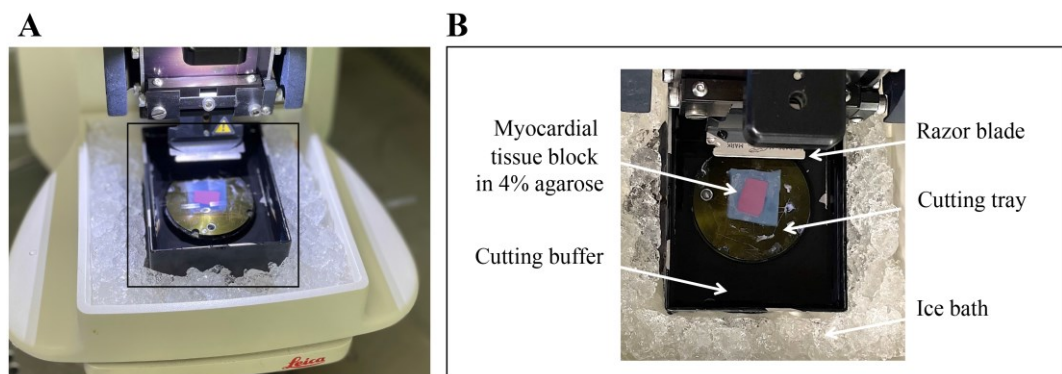 A
B
Leica
Myocardial
tissue block
in 4% agarose
Cutting buffer
Razor blade
Cutting tray
Ice bath